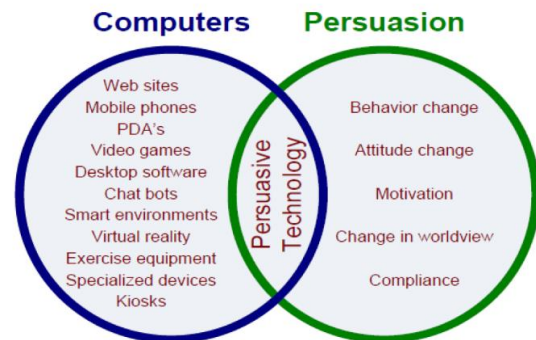 Computers
Persuasion
Web sites
Mobile phones
PDA's
Video games
Desktop software
Chat bots
Smart environments
Virtual reality
Exercise equipment
Specialized devices
Kiosks
Persuasive
Technology
Behavior change
Attitude change
Motivation
Change in worldview
Compliance